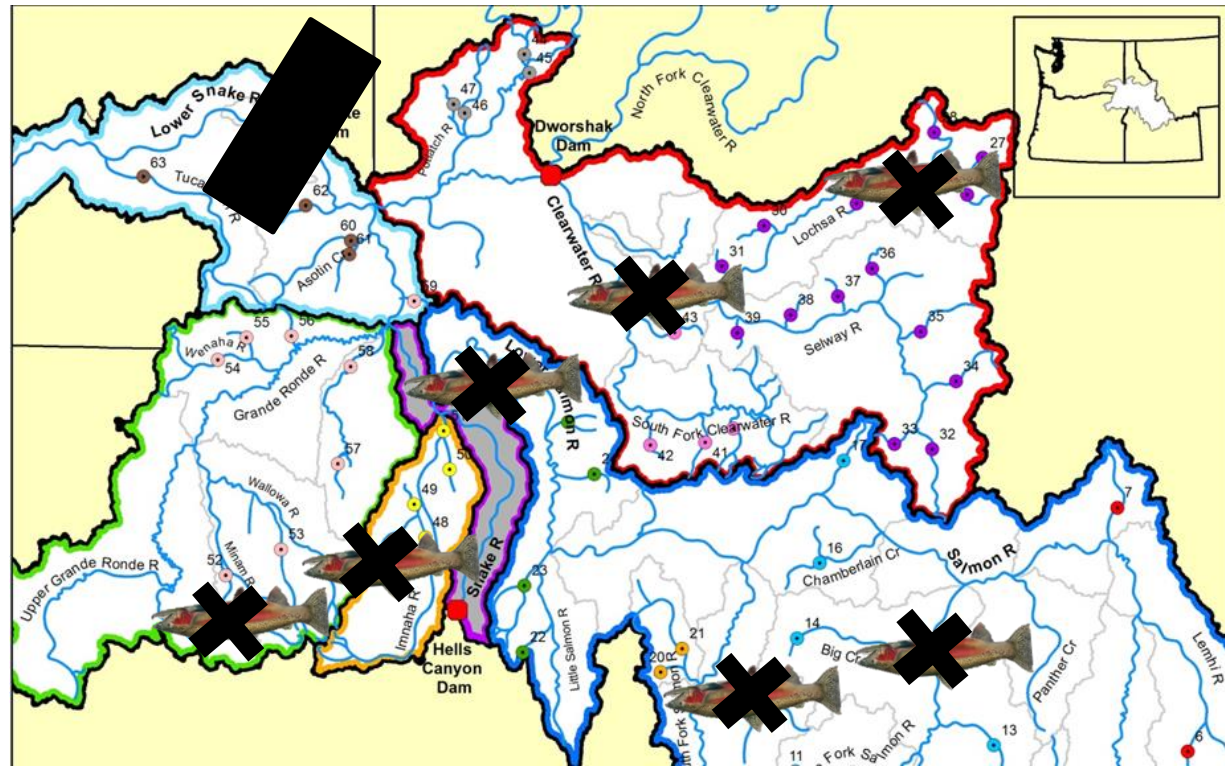 Lower Snake R
47
46
45
Potlatch R
Dworshak
Dam
North Fork
Clearwater R
27
63
62
60
61
Asotin Cr
59
Clearwater R
30
31
Lochsa R
36
37
38
39
43
35
34
Selway R
55
56
Wenaha R
54
58
Grande Ronde R
57
South Fork Clearwater R
42
41
33
32
17
7
50
49
48
Wallowa R
53
52
Minam R
Upper Grande Ronde R
Imnaha R
Snake R
Hells
Canyon
Dam
23
22
Little Salmon R
16
Chamberlain Cr
Salmon R
14
Big Cr
21
20
Panther Cr
Lemhi R
13
11
Fork Salmon R
6